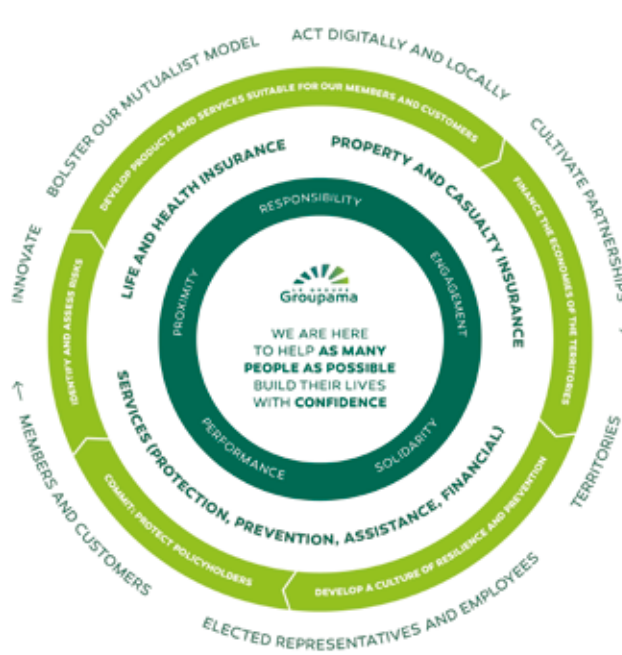 ACT DIGITALLY AND LOCALLY
CULTIVATE PARTNERSHIPS
TERRITORIES
ELECTED REPRESENTATIVES AND EMPLOYEES
MEMBERS AND CUSTOMERS
INNOVATE
BOLSTER OUR MUTUALIST MODEL
DEVELOP PRODUCTS AND SERVICES SUITABLE FOR OUR MEMBERS AND CUSTOMERS
FINANCE THE ECONOMIES OF THE TERRITORIES
DEVELOP A CULTURE OF RESILIENCE AND PREVENTION
COMMIT: PROTECT POLICYHOLDERS
IDENTIFY AND ASSESS RISKS
LIFE AND HEALTH INSURANCE
PROPERTY AND CASUALTY INSURANCE
SERVICES (PROTECTION, PREVENTION, ASSISTANCE, FINANCIAL)
RESPONSIBILITY
ENGAGEMENT
SOLIDARITY
PERFORMANCE
PROXIMITY
LE GROUPE
Groupama
WE ARE HERE
TO HELP AS MANY
PEOPLE AS POSSIBLE
BUILD THEIR LIVES
WITH CONFIDENCE